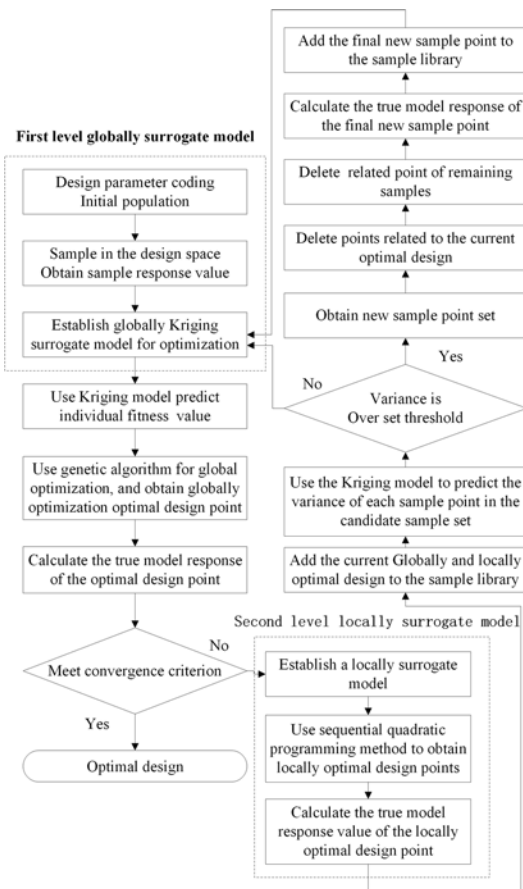 First level globally surrogate model
Design parameter coding
Initial population
Sample in the design space
Obtain sample response value
Establish globally Kriging
surrogate model for optimization
Use Kriging model predict
individual fitness value
Use genetic algorithm for global
optimization, and obtain globally
optimization optimal design point
Calculate the true model response
of the optimal design point
Meet convergence criterion
No
Yes
Optimal design
Second level locally surrogate model
Establish a locally surrogate
model
Use sequential quadratic
programming method to obtain
locally optimal design points
Calculate the true model
response value of the locally
optimal design point
Add the current Globally and locally
optimal design to the sample library
Use the Kriging model to predict the
variance of each sample point in the
candidate sample set
Variance is
Over set threshold
No
Yes
Obtain new sample point set
Delete points related to the current
optimal design
Delete related point of remaining
samples
Calculate the true model response of
the final new sample point
Add the final new sample point to
the sample library